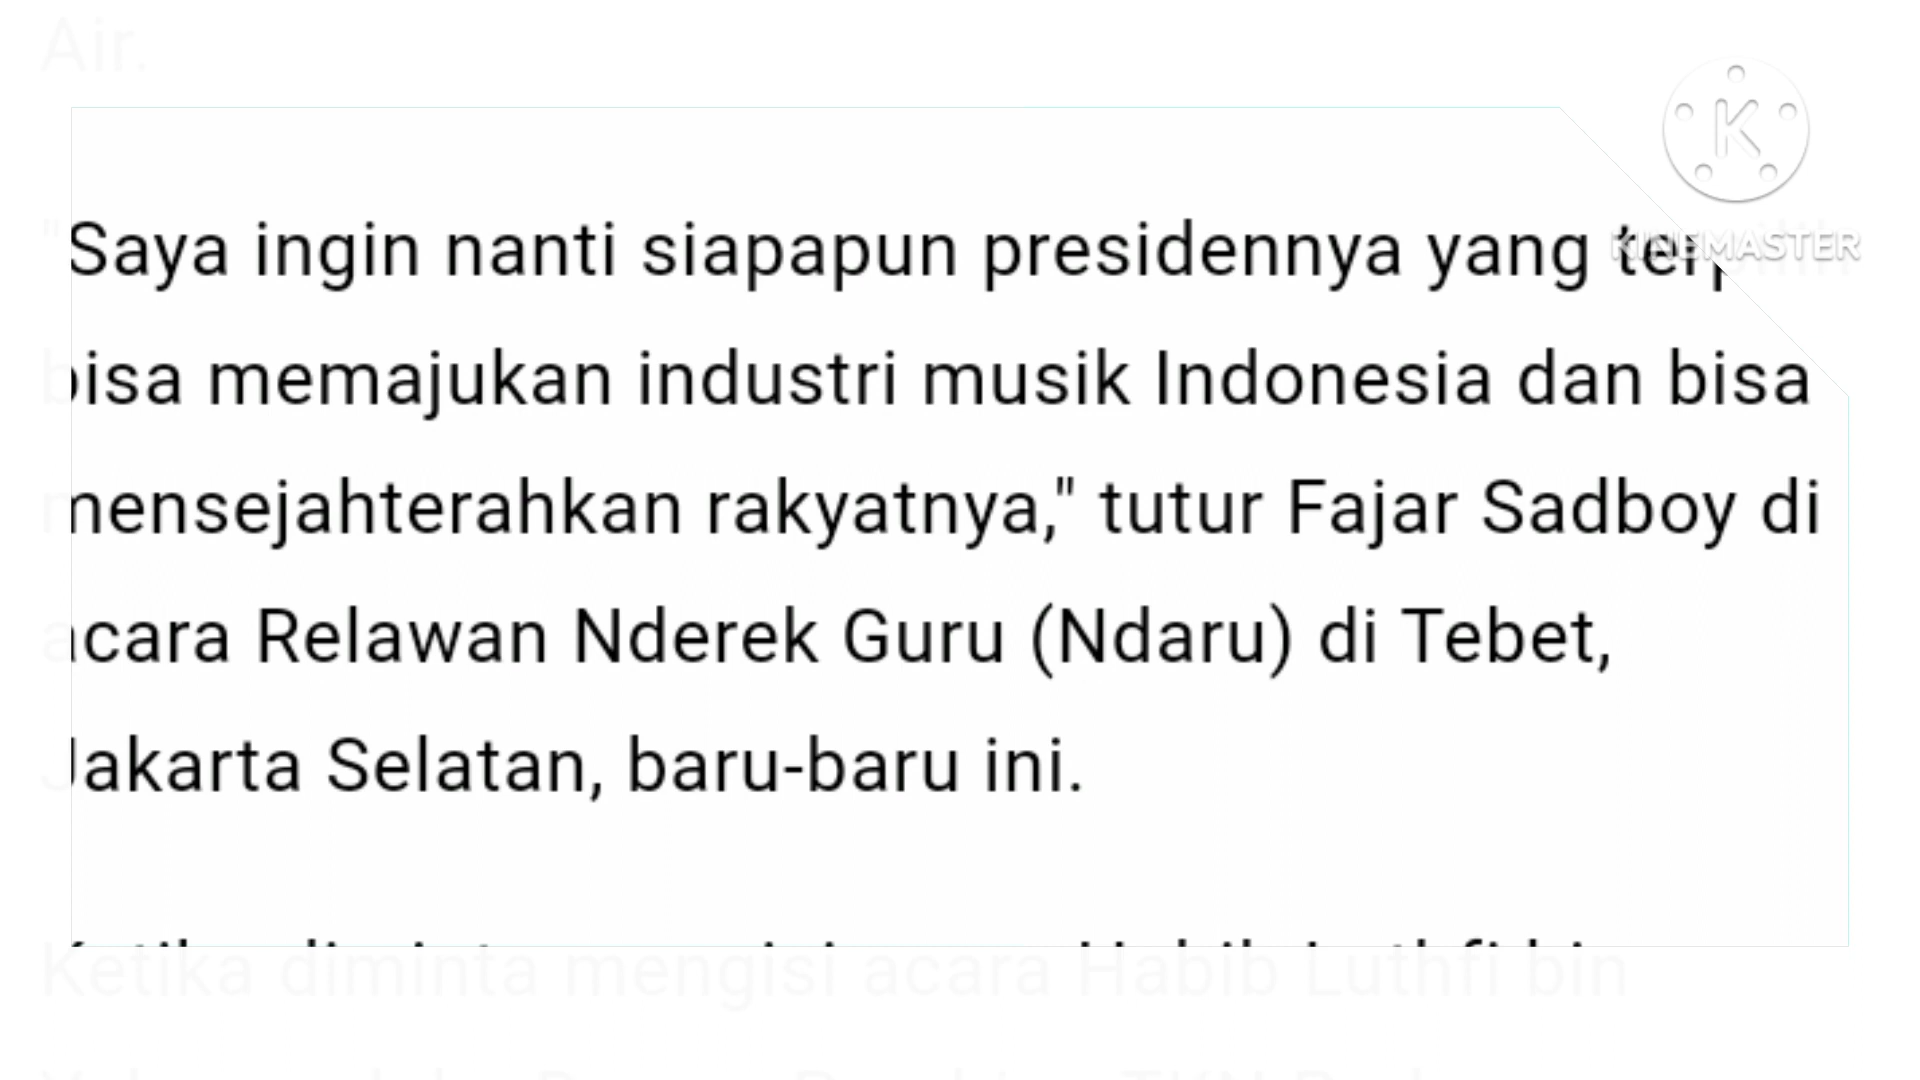 Air.
KINEMASTER
"Saya ingin nanti siapapun presidennya yang terpilih
bisa memajukan industri musik Indonesia dan bisa
mensejahterahkan rakyatnya," tutur Fajar Sadboy di
acara Relawan Nderek Guru (Ndaru) di Tebet,
Jakarta Selatan, baru-baru ini.
Ketika diminta mengisi acara Habib Luthfi bin